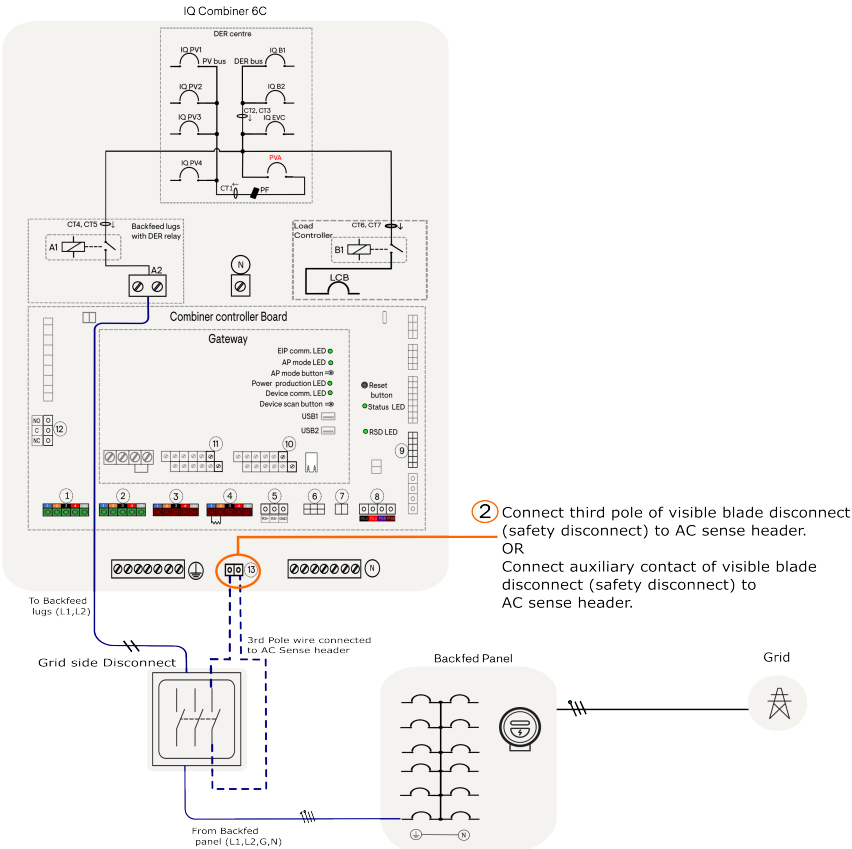 IQ Combiner 6C
DER centre
IQ PV1
PV bus
DER bus
IQ B1
IQ PV2
IQ B2
CT2, CT3
IQ PV3
IQ EVC
IQ PV4
PVA
CT1
PF
CT4, CT5
Backfeed lugs
with DER relay
A1
A2
N
Load
Controller
CT6, CT7
B1
LCB
Combiner controller Board
Gateway
EIP comm. LED
AP mode LED
AP mode button
Power production LED
Device comm. LED
Device scan button
USB1
USB2
Reset
button
Status LED
RSD LED
NO
C
NC
12
11
10
9
1
2
3
4
5
6
7
8
2 Connect third pole of visible blade disconnect
(safety disconnect) to AC sense header.
OR
Connect auxiliary contact of visible blade
disconnect (safety disconnect) to
AC sense header.
13
N
To Backfeed
lugs (L1,L2)
3rd Pole wire connected
to AC Sense header
Grid side Disconnect
Backfed Panel
Grid
From Backfed
panel (L1,L2,G,N)
N